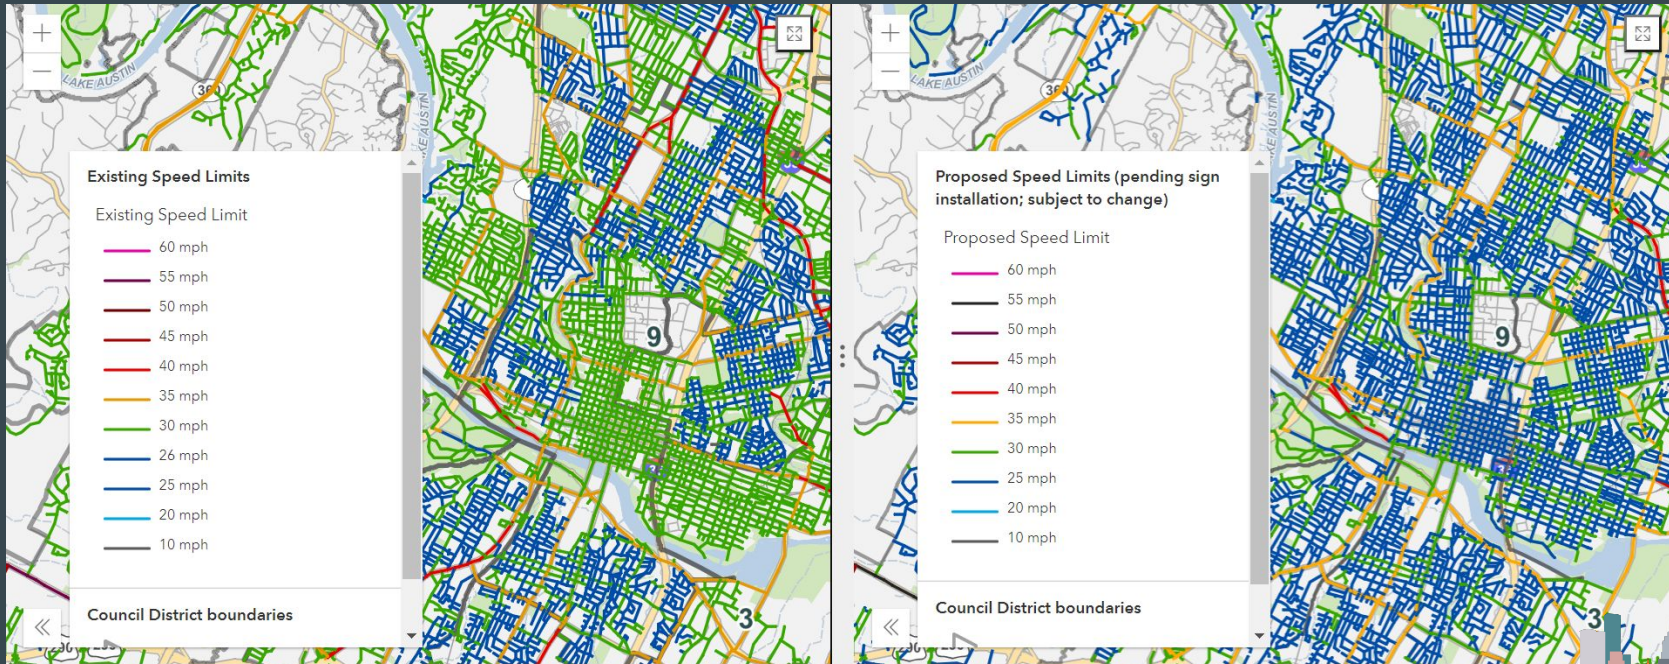 +
−
LAKE AUSTIN
360
LAKE AUSTIN
Existing Speed Limits
Existing Speed Limit
60 mph
55 mph
50 mph
45 mph
40 mph
35 mph
30 mph
26 mph
25 mph
20 mph
10 mph
Council District boundaries
9
3
+
−
LAKE AUSTIN
36
LAKE AUSTIN
Proposed Speed Limits (pending sign
installation; subject to change)
Proposed Speed Limit
60 mph
55 mph
50 mph
45 mph
40 mph
35 mph
30 mph
25 mph
20 mph
10 mph
Council District boundaries
9
3